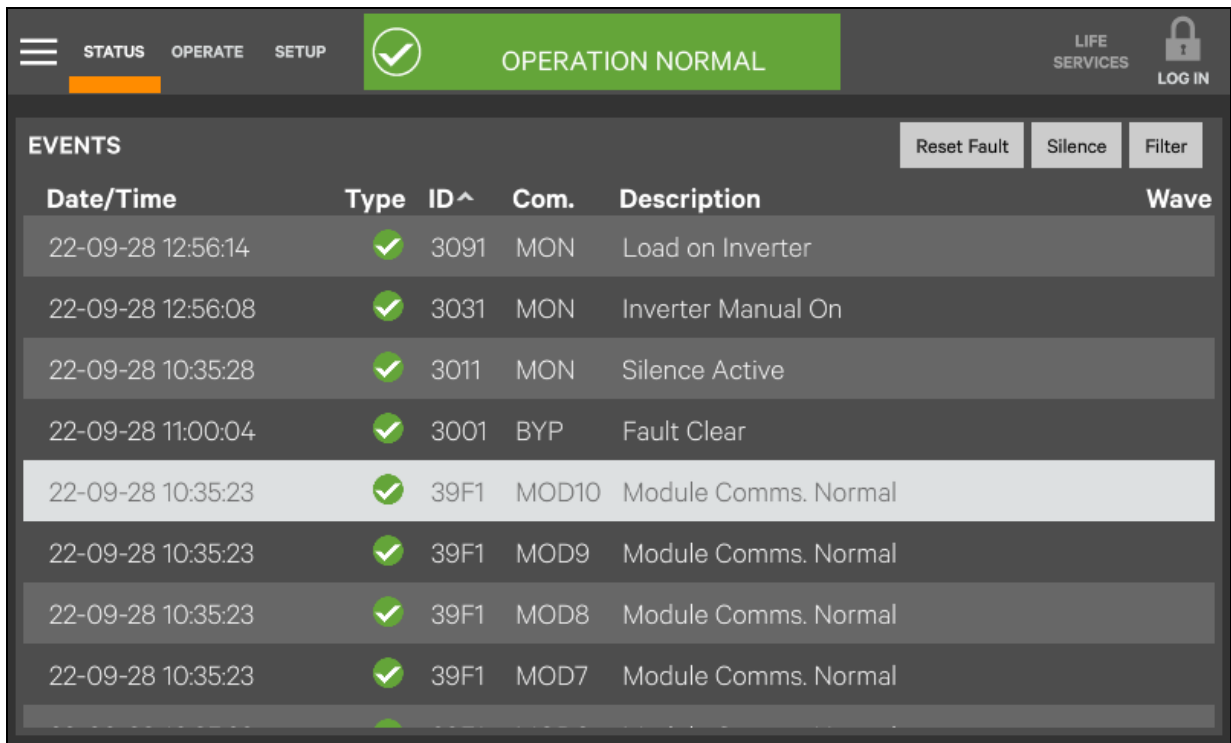 STATUS OPERATE SETUP OPERATION NORMAL LIFE
SERVICES LOG IN
EVENTS Reset Fault Silence Filter
Date/Time Type ID^ Com. Description Wave
22-09-28 12:56:14 3091 MON Load on Inverter
22-09-28 12:56:08 3031 MON Inverter Manual On
22-09-28 10:35:28 3011 MON Silence Active
22-09-28 11:00:04 3001 BYP Fault Clear
22-09-28 10:35:23 39F1 MOD10 Module Comms. Normal
22-09-28 10:35:23 39F1 MOD9 Module Comms. Normal
22-09-28 10:35:23 39F1 MOD8 Module Comms. Normal
22-09-28 10:35:23 39F1 MOD7 Module Comms. Normal